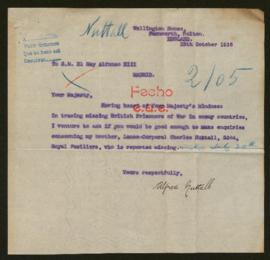 Nuttall
Wellington House,
Farnworth, Bolton.
ENGLAND.
25th October 1916
2/05
To S.M. El Rey Alfonso XIII
MADRID.
Hecho
Your Majesty,
Having heard of Your Majesty's kindness
in tracing missing British Prisoners of War in enemy countries,
I venture to ask if you would be good enough to make enquiries
concerning my brother, Lance-Corporal Charles Nuttall,
Royal Fusiliers, who is reported missing
Yours respectfully,
Alfred Nuttall